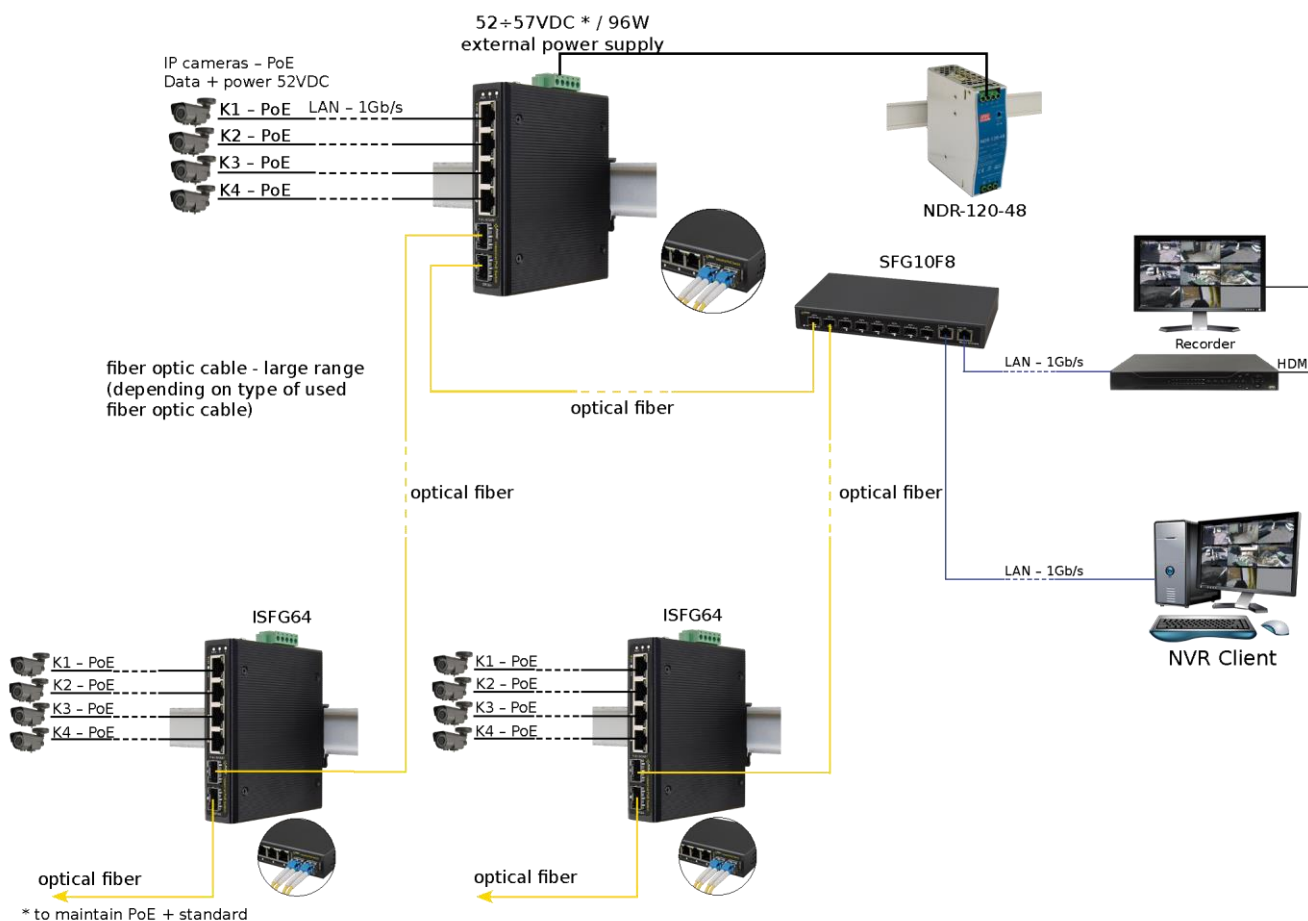 52÷57VDC * / 96W
external power supply
IP cameras – PoE
Data + power 52VDC
K1 – PoE
LAN – 1Gb/s
K2 – PoE
K3 – PoE
K4 – PoE
NDR-120-48
NDR-120-48
SFG10F8
Recorder
LAN – 1Gb/s
HDM
fiber optic cable - large range
(depending on type of used
fiber optic cable)
optical fiber
optical fiber
optical fiber
LAN – 1Gb/s
NVR Client
ISFG64
K1 – PoE
K2 – PoE
K3 – PoE
K4 – PoE
ISFG64
K1 – PoE
K2 – PoE
K3 – PoE
K4 – PoE
optical fiber
optical fiber
* to maintain PoE + standard